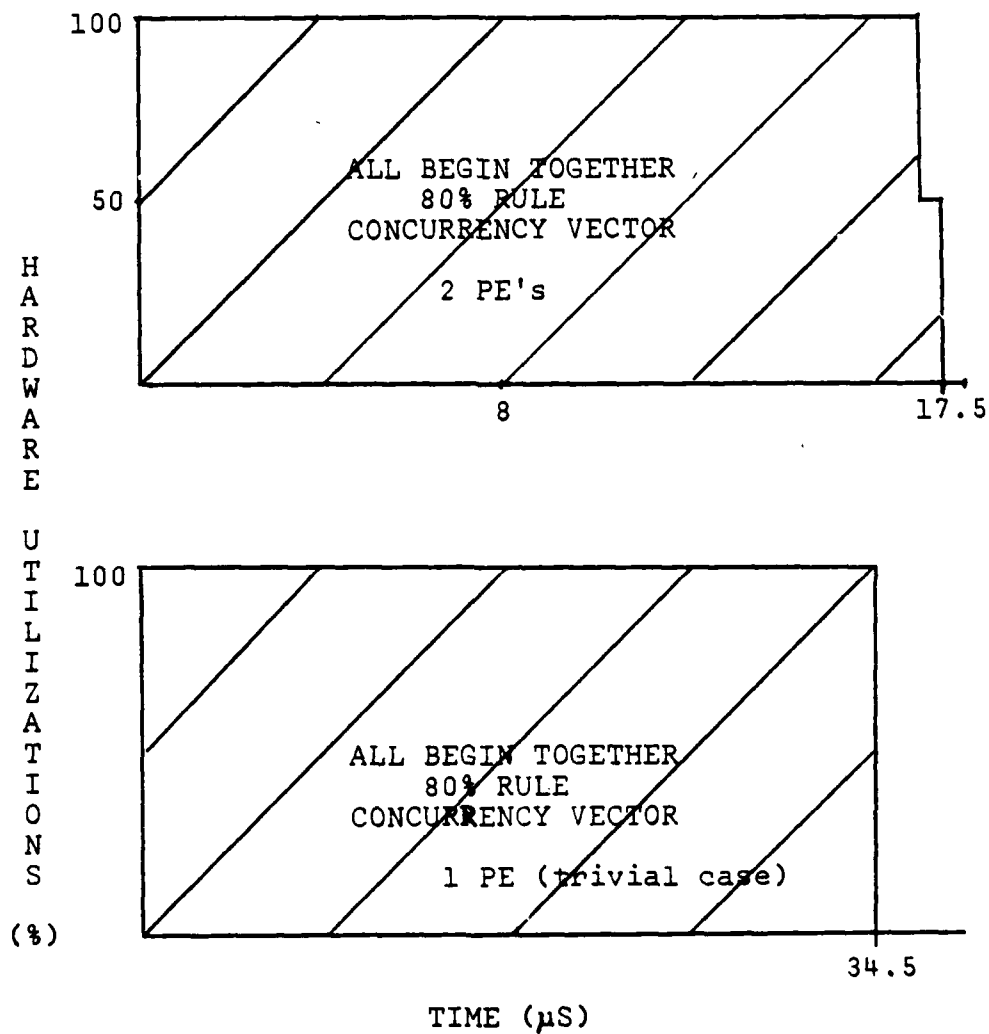 100
ALL BEGIN TOGETHER
80% RULE
CONCURRENCY VECTOR
50
2 PE's
8
17.5
HARDWARE UTILIZATIONS (%)
100
ALL BEGIN TOGETHER
80% RULE
CONCURRENCY VECTOR
1 PE (trivial case)
34.5
TIME (µS)